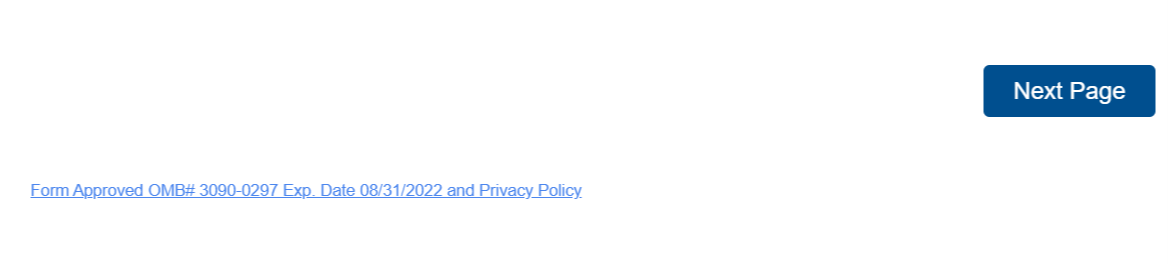 Next Page
Form Approved OMB# 3090-0297 Exp. Date 08/31/2022 and Privacy Policy